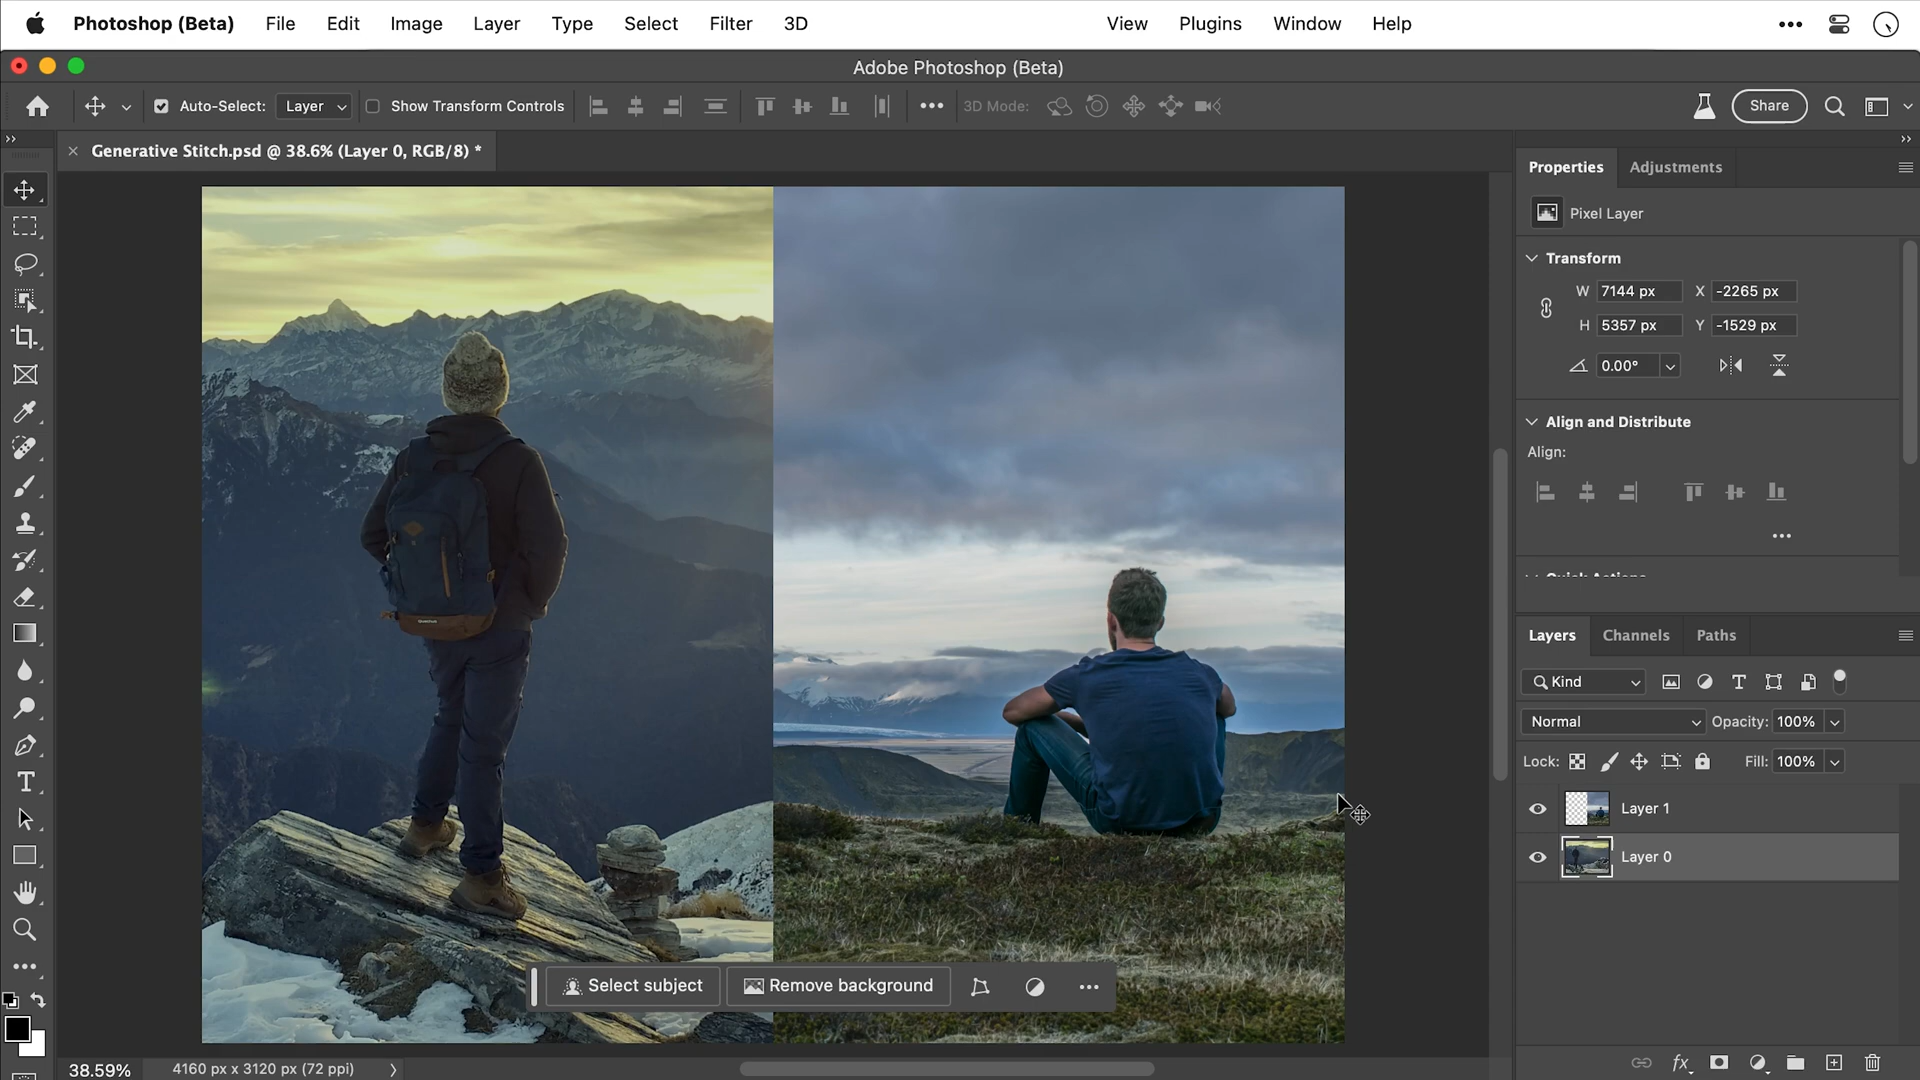 Photoshop (Beta) File Edit Image Layer Type Select Filter 3D View Plugins Window Help
Adobe Photoshop (Beta)
Auto-Select: Layer Show Transform Controls 3D Mode: Share
Generative Stitch.psd @ 38.6% (Layer 0, RGB/8) *
Properties Adjustments
Pixel Layer
Transform
W 7144 px X -2265 px
H 5357 px Y -1529 px
0.00°
Align and Distribute
Align:
Quick Actions
Layers Channels Paths
Kind
Normal Opacity: 100%
Lock: Fill: 100%
Layer 1
Layer 0
Select subject Remove background
38.59% 4160 px x 3120 px (72 ppi)